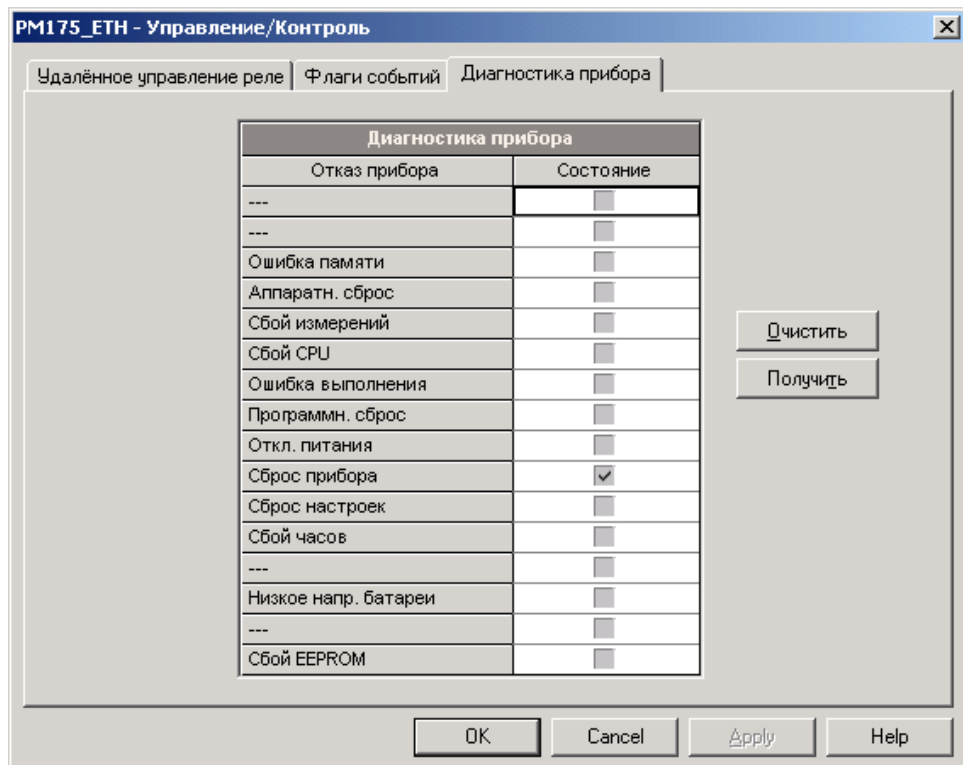 PM175_ETH - Управление/Контроль
Удалённое управление реле Флаги событий Диагностика прибора
Диагностика прибора
Отказ прибора Состояние
---
---
Ошибка памяти
Аппаратн. сброс
Сбой измерений
Сбой CPU
Ошибка выполнения
Программн. сброс
Откл. питания
Сброс прибора
Сброс настроек
Сбой часов
---
Низкое напр. батареи
---
Сбой EEPROM
Очистить
Получить
OK Cancel Apply Help